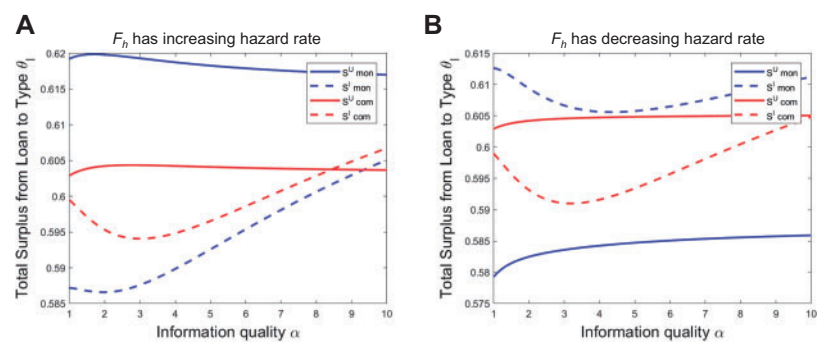 A
F_h has increasing hazard rate
Total Surplus from Loan to Type θ_l
0.62
0.615
0.61
0.605
0.6
0.595
0.59
0.585
1 2 3 4 5 6 7 8 9 10
Information quality α
S^U mon
S^I mon
S^U com
S^I com
B
F_h has decreasing hazard rate
Total Surplus from Loan to Type θ_l
0.615
0.61
0.605
0.6
0.595
0.59
0.585
0.58
0.575
1 2 3 4 5 6 7 8 9 10
Information quality α
S^U mon
S^I mon
S^U com
S^I com